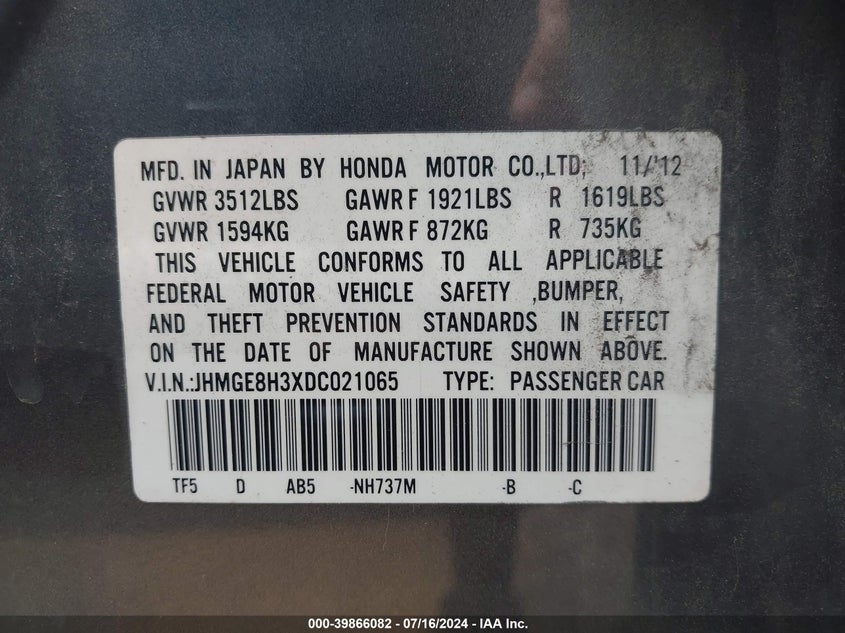 MFD. IN JAPAN BY HONDA MOTOR CO.,LTD, 11/'12
GVWR 3512LBS GAWR F 1921LBS R 1619LBS
GVWR 1594KG GAWR F 872KG R 735KG
THIS VEHICLE CONFORMS TO ALL APPLICABLE
FEDERAL MOTOR VEHICLE SAFETY ,BUMPER,
AND THEFT PREVENTION STANDARDS IN EFFECT
ON THE DATE OF MANUFACTURE SHOWN ABOVE.
V.I.N.:JHMGE8H3XDC021065 TYPE: PASSENGER CAR
TF5 D AB5 -NH737M -B -C
000-39866082 - 07/16/2024 - IAA Inc.